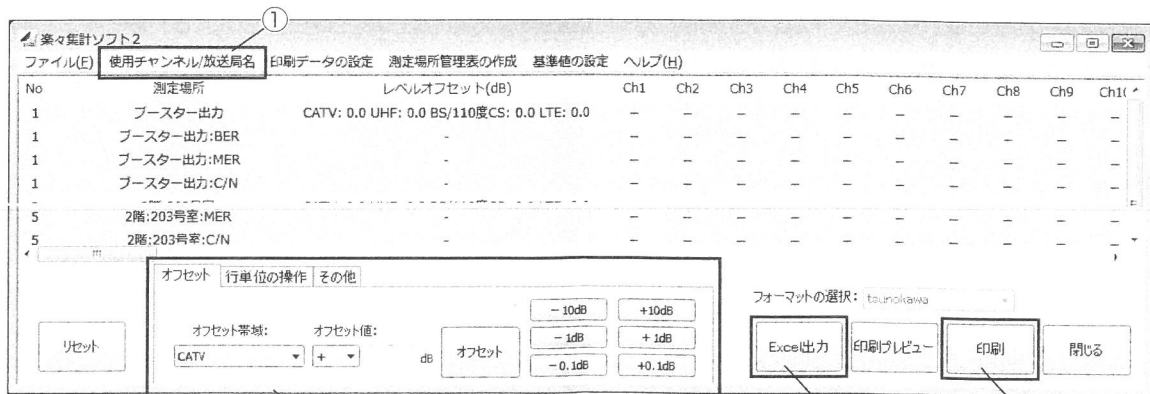 ①
楽々集計ソフト2
ファイル(F) 使用チャンネル/放送局名 印刷データの設定 測定場所管理表の作成 基準値の設定 ヘルプ(H)
No 測定場所 レベルオフセット(dB) Ch1 Ch2 Ch3 Ch4 Ch5 Ch6 Ch7 Ch8 Ch9
1 ブースター出力 CATV: 0.0 UHF: 0.0 BS/110度CS: 0.0 LTE: 0.0 – – – – – – – – – –
1 ブースター出力:BER - – – – – – – – – – –
1 ブースター出力:MER - – – – – – – – – – –
1 ブースター出力:C/N - – – – – – – – – – –
5 2階:203号室:MER - – – – – – – – – – –
5 2階:203号室:C/N - – – – – – – – – – –
オフセット 行単位の操作 その他
リセット
オフセット帯域: オフセット値:
CATV + dB オフセット
－10dB +10dB
－1dB +1dB
－0.1dB +0.1dB
フォーマットの選択:
Excel出力 印刷プレビュー 印刷 閉じる